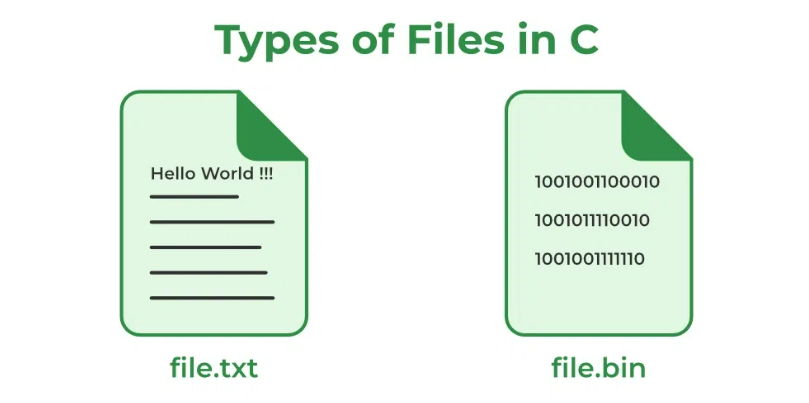 Types of Files in C
Hello World !!!
1001001100010
1001011110010
1001001111110
file.txt
file.bin